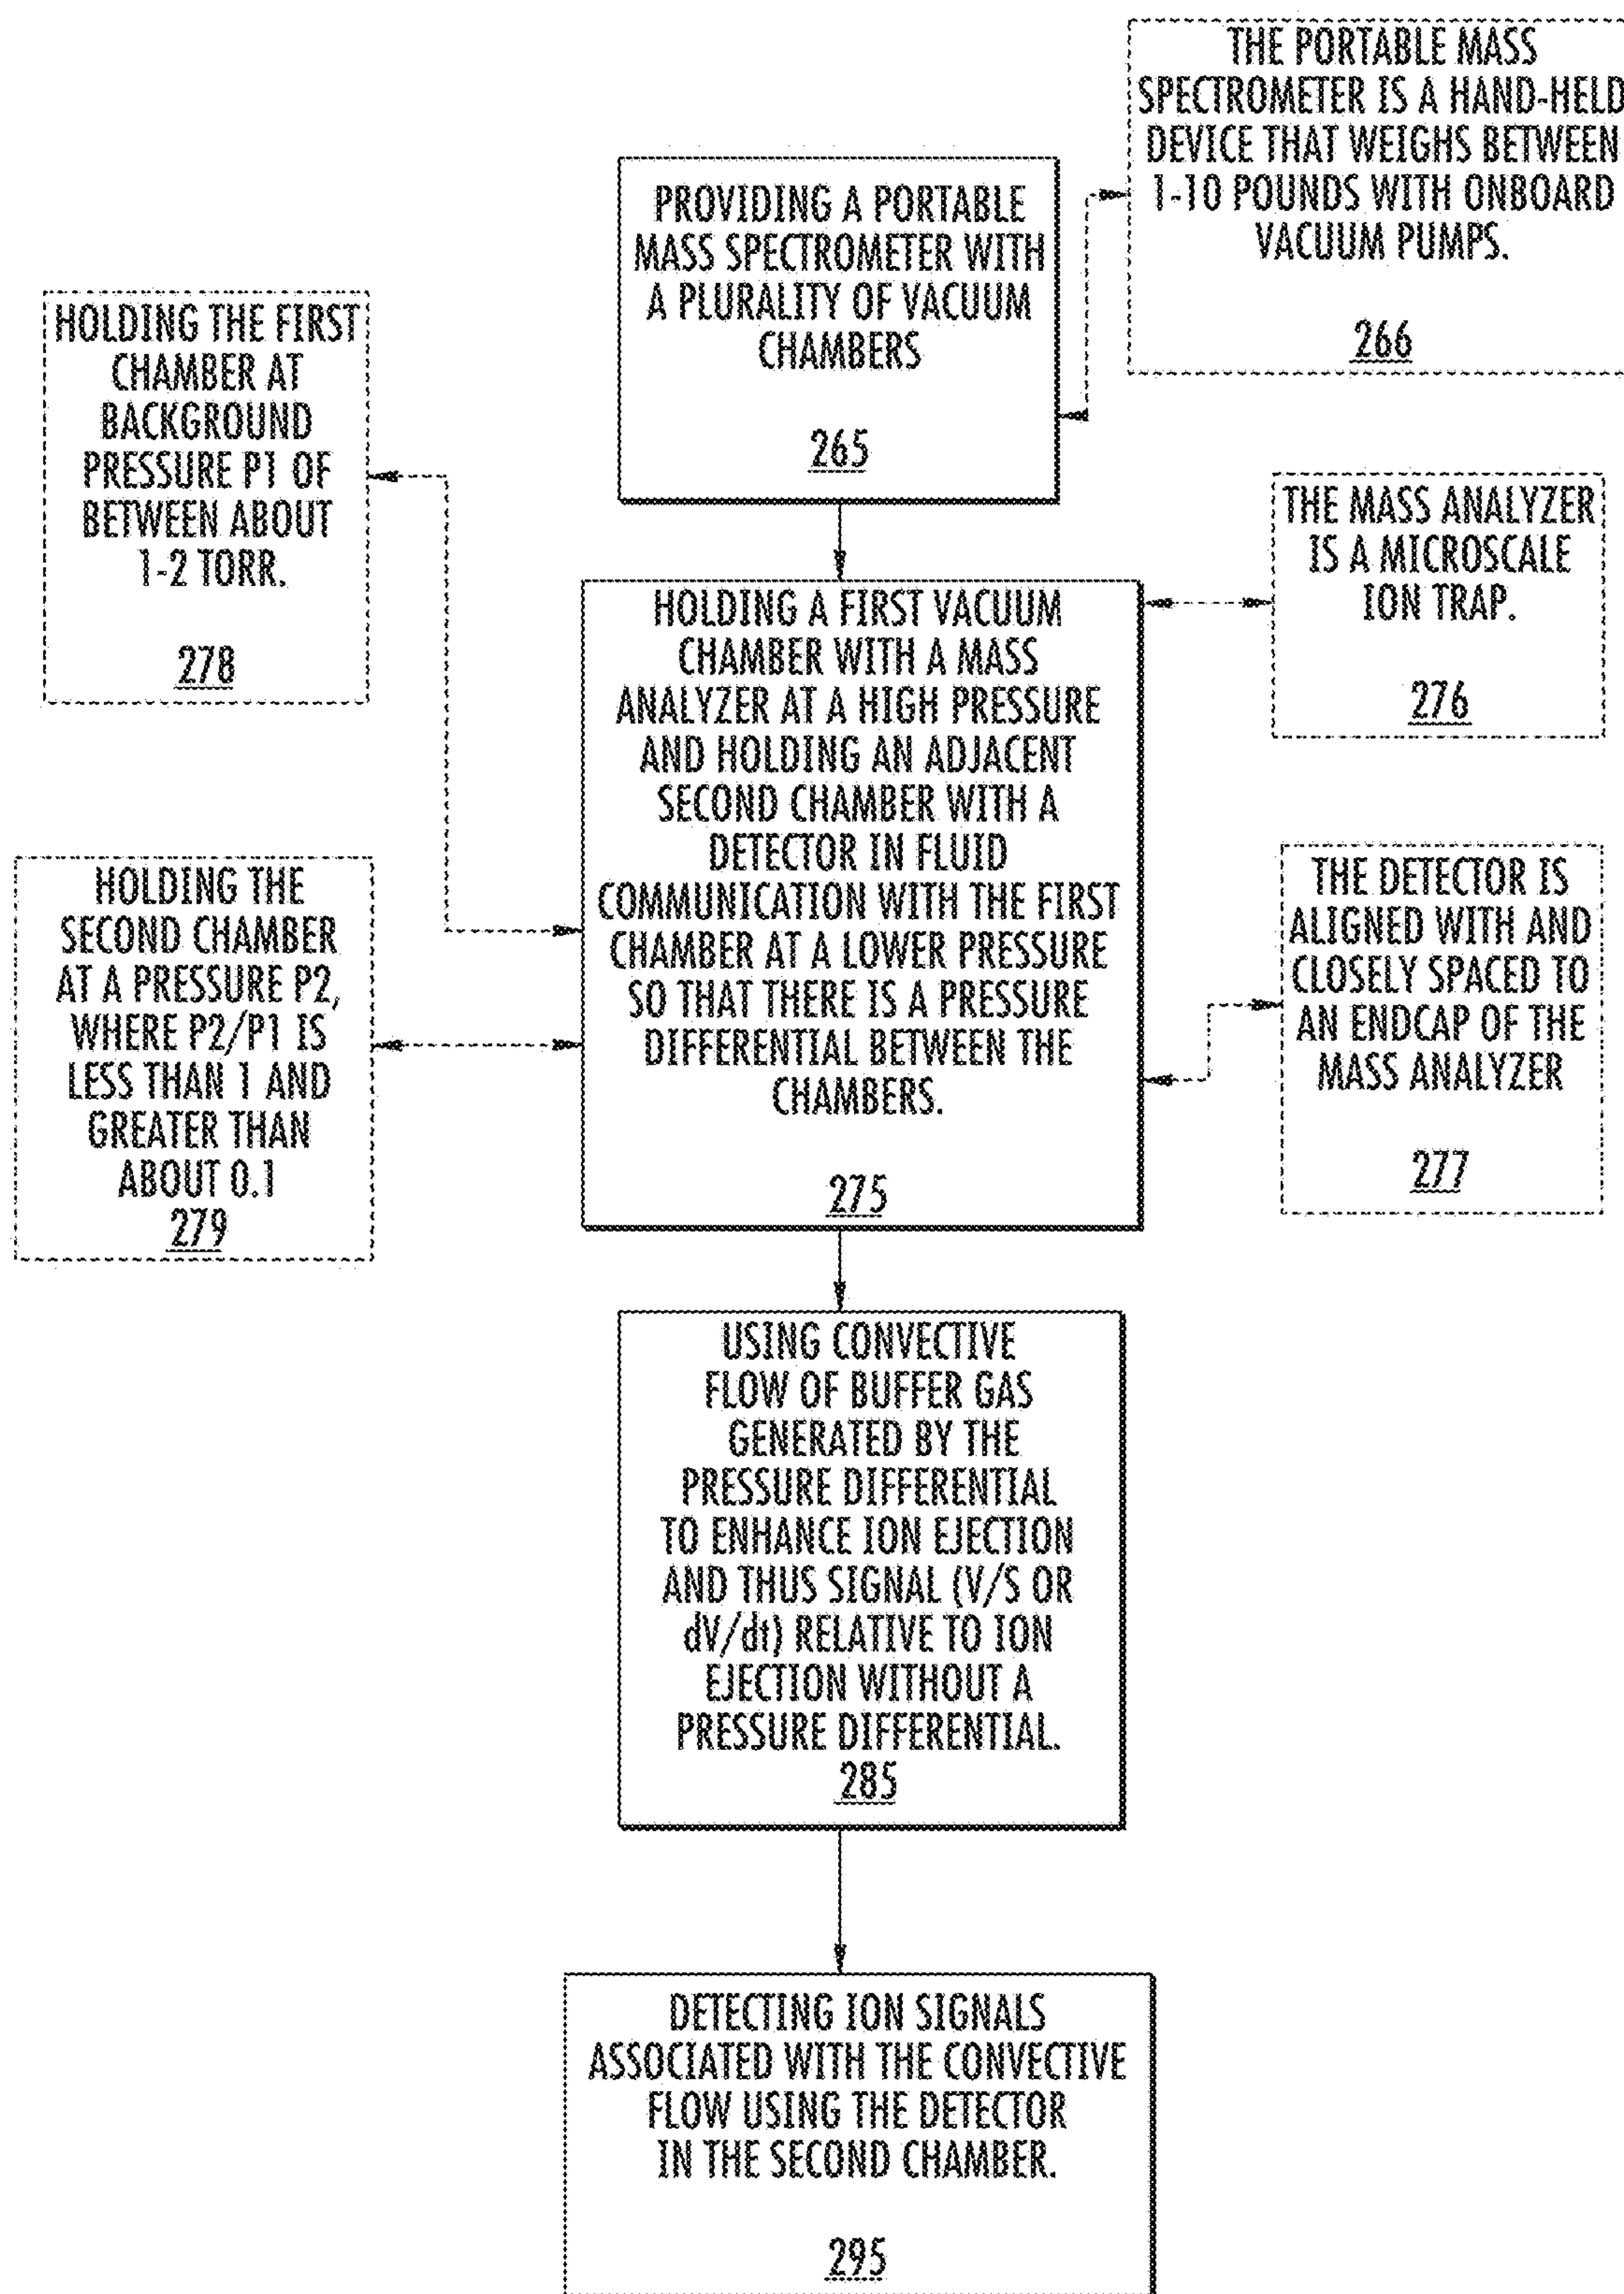 THE PORTABLE MASS
SPECTROMETER IS A HAND-HELD
DEVICE THAT WEIGHS BETWEEN
1-10 POUNDS WITH ONBOARD
VACUUM PUMPS.
266
PROVIDING A PORTABLE
MASS SPECTROMETER WITH
A PLURALITY OF VACUUM
CHAMBERS
265
HOLDING THE FIRST
CHAMBER AT
BACKGROUND
PRESSURE P1 OF
BETWEEN ABOUT
1-2 TORR.
278
THE MASS ANALYZER
IS A MICROSCALE
ION TRAP.
276
HOLDING A FIRST VACUUM
CHAMBER WITH A MASS
ANALYZER AT A HIGH PRESSURE
AND HOLDING AN ADJACENT
SECOND CHAMBER WITH A
DETECTOR IN FLUID
COMMUNICATION WITH THE FIRST
CHAMBER AT A LOWER PRESSURE
SO THAT THERE IS A PRESSURE
DIFFERENTIAL BETWEEN THE
CHAMBERS.
275
HOLDING THE
SECOND CHAMBER
AT A PRESSURE P2,
WHERE P2/P1 IS
LESS THAN 1 AND
GREATER THAN
ABOUT 0.1
279
THE DETECTOR IS
ALIGNED WITH AND
CLOSELY SPACED TO
AN ENDCAP OF THE
MASS ANALYZER
277
USING CONVECTIVE
FLOW OF BUFFER GAS
GENERATED BY THE
PRESSURE DIFFERENTIAL
TO ENHANCE ION EJECTION
AND THUS SIGNAL (V/S OR
dV/dt) RELATIVE TO ION
EJECTION WITHOUT A
PRESSURE DIFFERENTIAL.
285
DETECTING ION SIGNALS
ASSOCIATED WITH THE CONVECTIVE
FLOW USING THE DETECTOR
IN THE SECOND CHAMBER.
295